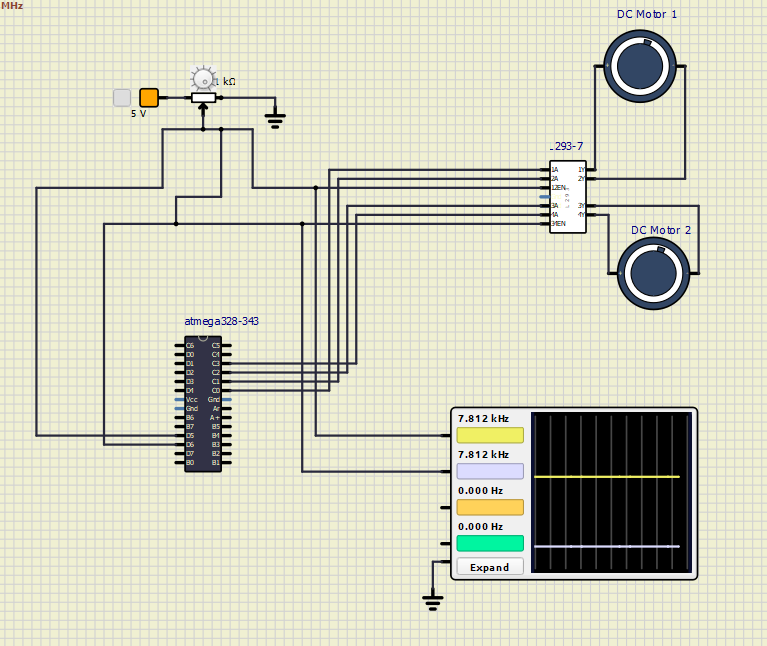 MHz
DC Motor 1
1 kΩ
5 V
293-7
1A 1Y
2A 2Y
12EN
3A 3Y
4A 4Y
34EN
DC Motor 2
atmega328-343
C6 C5
D0 C4
D1 C3
D2 C2
D3 C1
D4 C0
Vcc Gnd
Gnd Ar
B6 A+
B7 B5
D5 B4
D6 B3
D7 B2
B0 B1
7.812 kHz
7.812 kHz
0.000 Hz
0.000 Hz
Expand